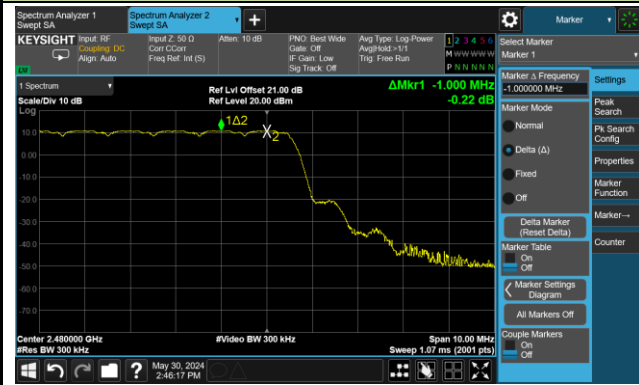 Spectrum Analyzer 1
Swept SA
Spectrum Analyzer 2
Swept SA
Marker
KEYSIGHT
Input: RF
Coupling: DC
Align: Auto
Input Z: 50 Ω
Corr CCorr
Freq Ref: Int (S)
Atten: 10 dB
PNO: Best Wide
Gate: Off
IF Gain: Low
Sig Track: Off
Avg Type: Log-Power
Avg|Hold:>1/1
Trig: Free Run
1 2 3 4 5 6
M W W W W W
P N N N N N
LXI
Select Marker
Marker 1
1 Spectrum
Scale/Div 10 dB
Log
Ref Lvl Offset 21.00 dB
Ref Level 20.00 dBm
ΔMkr1 -1.000 MHz
-0.22 dB
1Δ2
2
10.0
0.00
-10.0
-20.0
-30.0
-40.0
-50.0
-60.0
-70.0
Center 2.480000 GHz
#Res BW 300 kHz
#Video BW 300 kHz
Span 10.00 MHz
Sweep 1.07 ms (2001 pts)
Marker Δ Frequency
-1.000000 MHz
Marker Mode
Normal
Delta (Δ)
Fixed
Off
Delta Marker
(Reset Delta)
Marker Table
On
Off
Marker Settings
Diagram
All Markers Off
Couple Markers
On
Off
Settings
Peak
Search
Pk Search
Config
Properties
Marker
Function
Marker→
Counter
May 30, 2024
2:46:17 PM